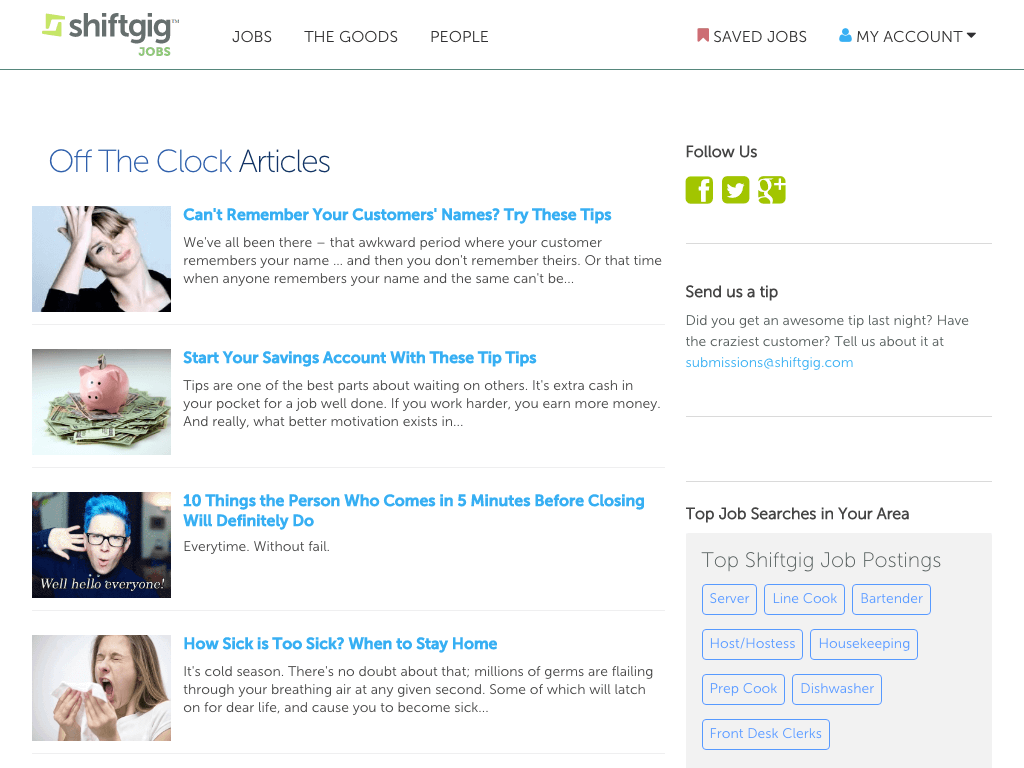 shiftgig™
JOBS
JOBS
THE GOODS
PEOPLE
SAVED JOBS
MY ACCOUNT
Off The Clock Articles
Can't Remember Your Customers' Names? Try These Tips
We've all been there – that awkward period where your customer
remembers your name ... and then you don't remember theirs. Or that time
when anyone remembers your name and the same can't be...
Start Your Savings Account With These Tip Tips
Tips are one of the best parts about waiting on others. It's extra cash in
your pocket for a job well done. If you work harder, you earn more money.
And really, what better motivation exists in...
10 Things the Person Who Comes in 5 Minutes Before Closing
Will Definitely Do
Everytime. Without fail.
Well hello everyone!
How Sick is Too Sick? When to Stay Home
It's cold season. There's no doubt about that; millions of germs are flailing
through your breathing air at any given second. Some of which will latch
on for dear life, and cause you to become sick...
Follow Us
Send us a tip
Did you get an awesome tip last night? Have
the craziest customer? Tell us about it at
submissions@shiftgig.com
Top Job Searches in Your Area
Top Shiftgig Job Postings
Server
Line Cook
Bartender
Host/Hostess
Housekeeping
Prep Cook
Dishwasher
Front Desk Clerks